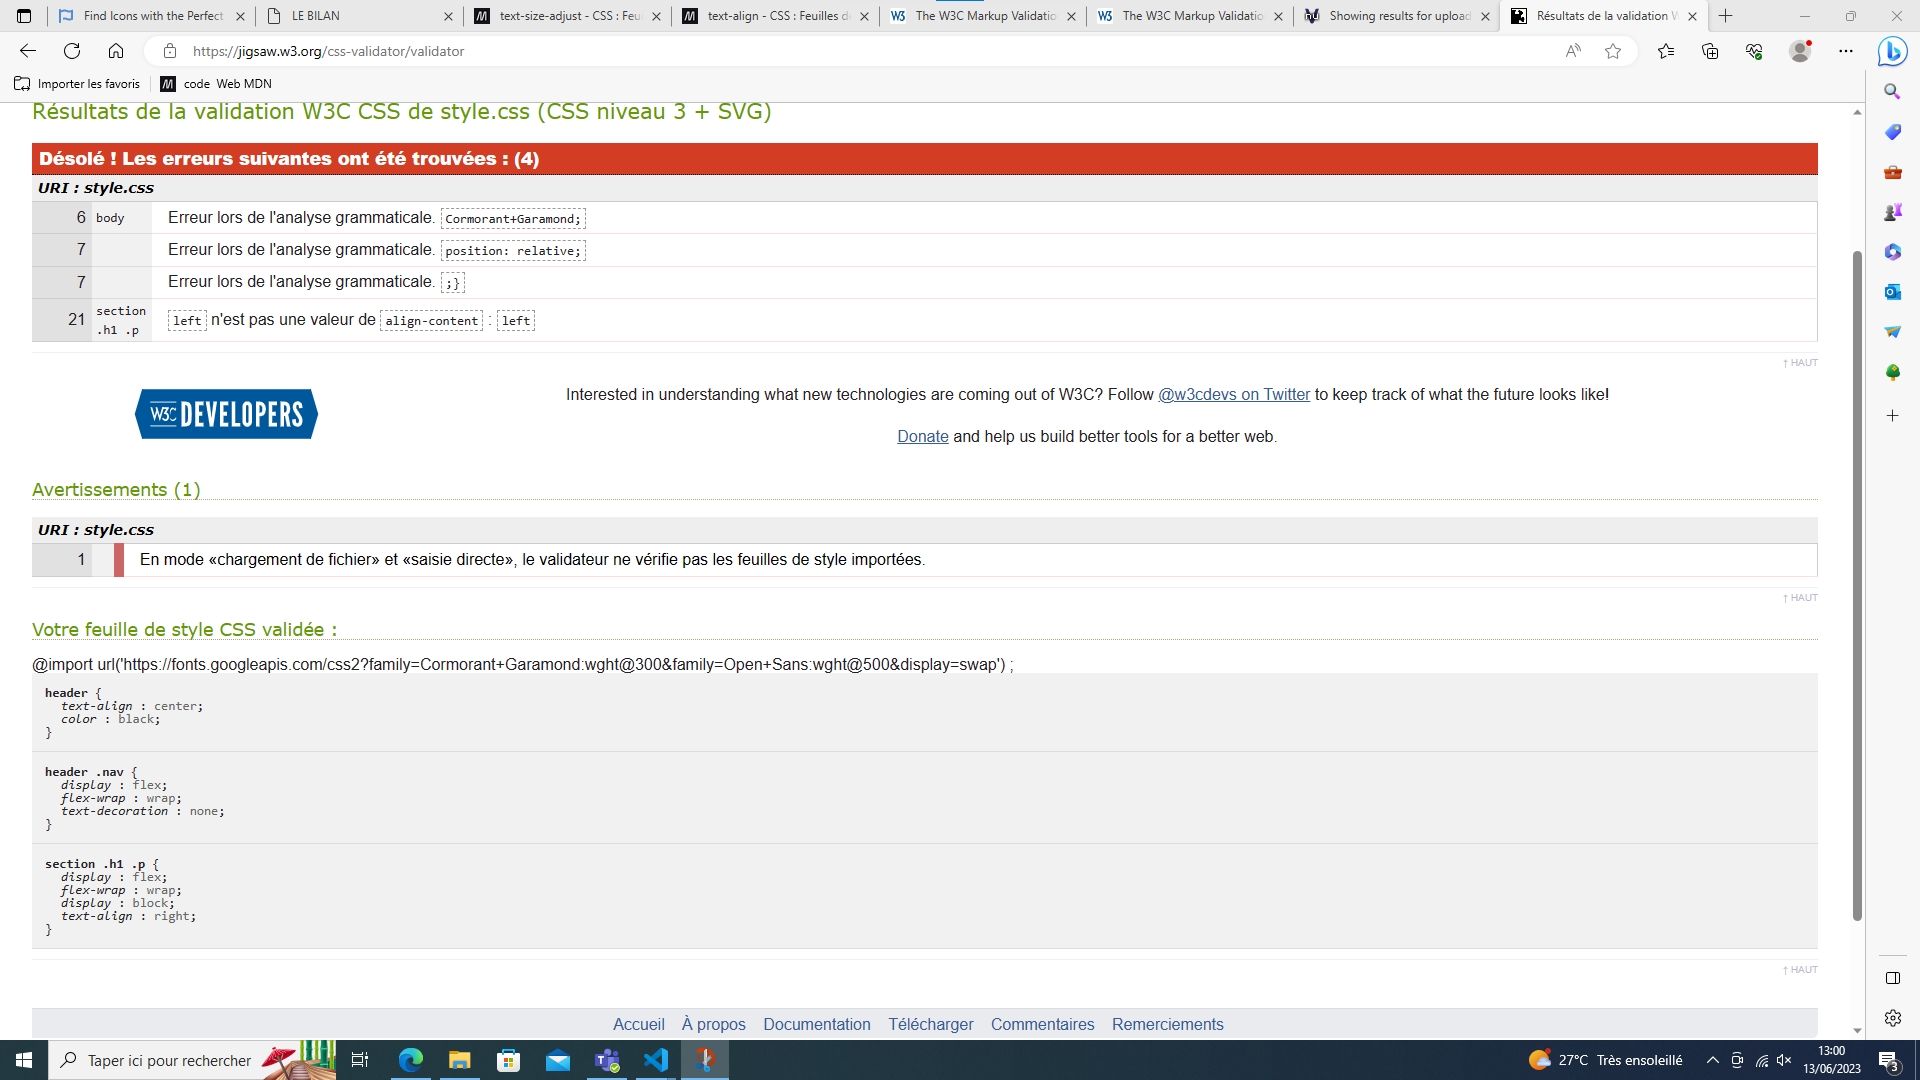 Find Icons with the Perfect
LE BILAN
text-size-adjust - CSS : Feu
text-align - CSS : Feuilles d
The W3C Markup Validatio
The W3C Markup Validatio
Showing results for upload
Résultats de la validation W
https://jigsaw.w3.org/css-validator/validator
Importer les favoris
code Web MDN
Résultats de la validation W3C CSS de style.css (CSS niveau 3 + SVG)
Désolé ! Les erreurs suivantes ont été trouvées : (4)
URI : style.css
6 body Erreur lors de l'analyse grammaticale. Cormorant+Garamond;
7 Erreur lors de l'analyse grammaticale. position: relative;
7 Erreur lors de l'analyse grammaticale. ;}
21 section .h1 .p left n'est pas une valeur de align-content : left
↑ HAUT
W3C DEVELOPERS
Interested in understanding what new technologies are coming out of W3C? Follow @w3cdevs on Twitter to keep track of what the future looks like!
Donate and help us build better tools for a better web.
Avertissements (1)
URI : style.css
1 En mode «chargement de fichier» et «saisie directe», le validateur ne vérifie pas les feuilles de style importées.
↑ HAUT
Votre feuille de style CSS validée :
@import url('https://fonts.googleapis.com/css2?family=Cormorant+Garamond:wght@300&family=Open+Sans:wght@500&display=swap') ;
header {
text-align : center;
color : black;
}
header .nav {
display : flex;
flex-wrap : wrap;
text-decoration : none;
}
section .h1 .p {
display : flex;
flex-wrap : wrap;
display : block;
text-align : right;
}
↑ HAUT
Accueil À propos Documentation Télécharger Commentaires Remerciements
Taper ici pour rechercher
27°C Très ensoleillé
13:00
13/06/2023
3